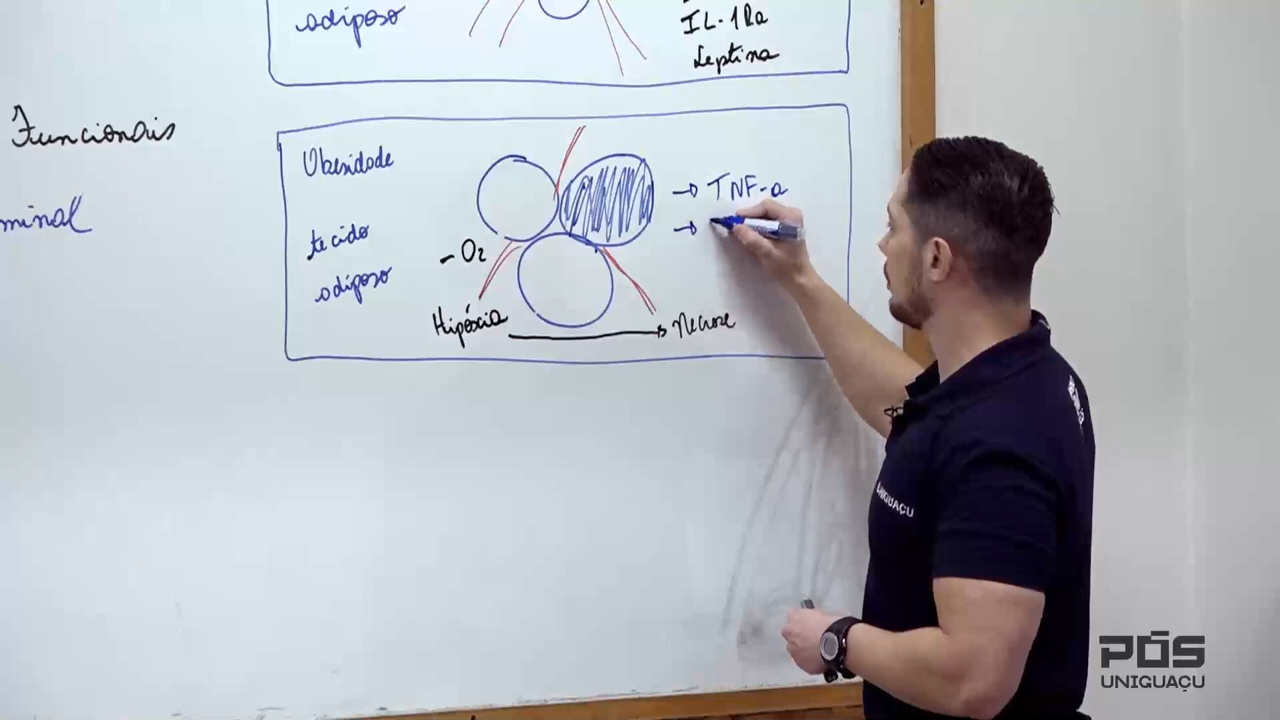 adiposo
IL-1Ra
Leptina
Funcionais
minal
Obesidade
tecido
adiposo
-O₂
Hipóxia
→ Necrose
→ TNF-a
→
UNIGUAÇU
PÓS
UNIGUAÇU